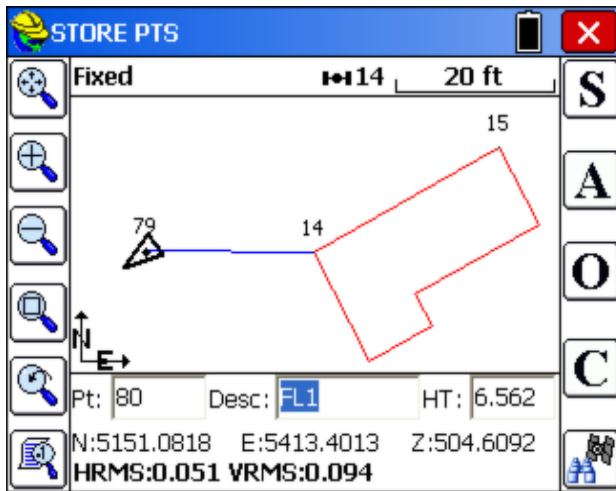 STORE PTS
Fixed 14 20 ft
S
15
A
79 14
O
N
E
C
Pt: 80 Desc: FL1 HT: 6.562
N:5151.0818 E:5413.4013 Z:504.6092
HRMS:0.051 VRMS:0.094